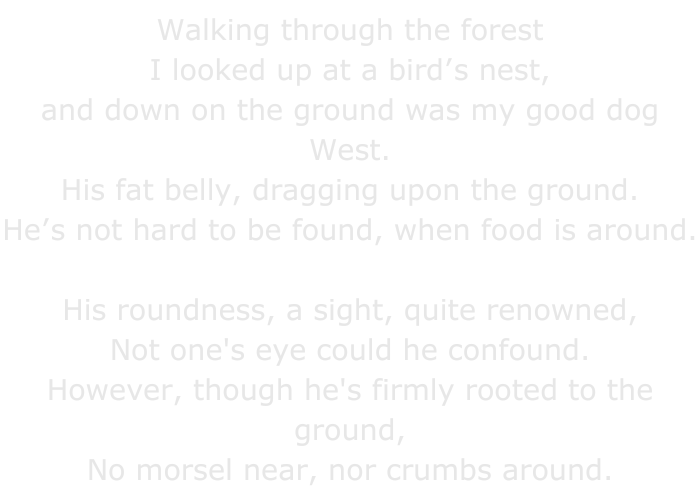 Walking through the forest
I looked up at a bird’s nest,
and down on the ground was my good dog
West.
His fat belly, dragging upon the ground.
He’s not hard to be found, when food is around.

His roundness, a sight, quite renowned,
Not one's eye could he confound.
However, though he's firmly rooted to the
ground,
No morsel near, nor crumbs around.